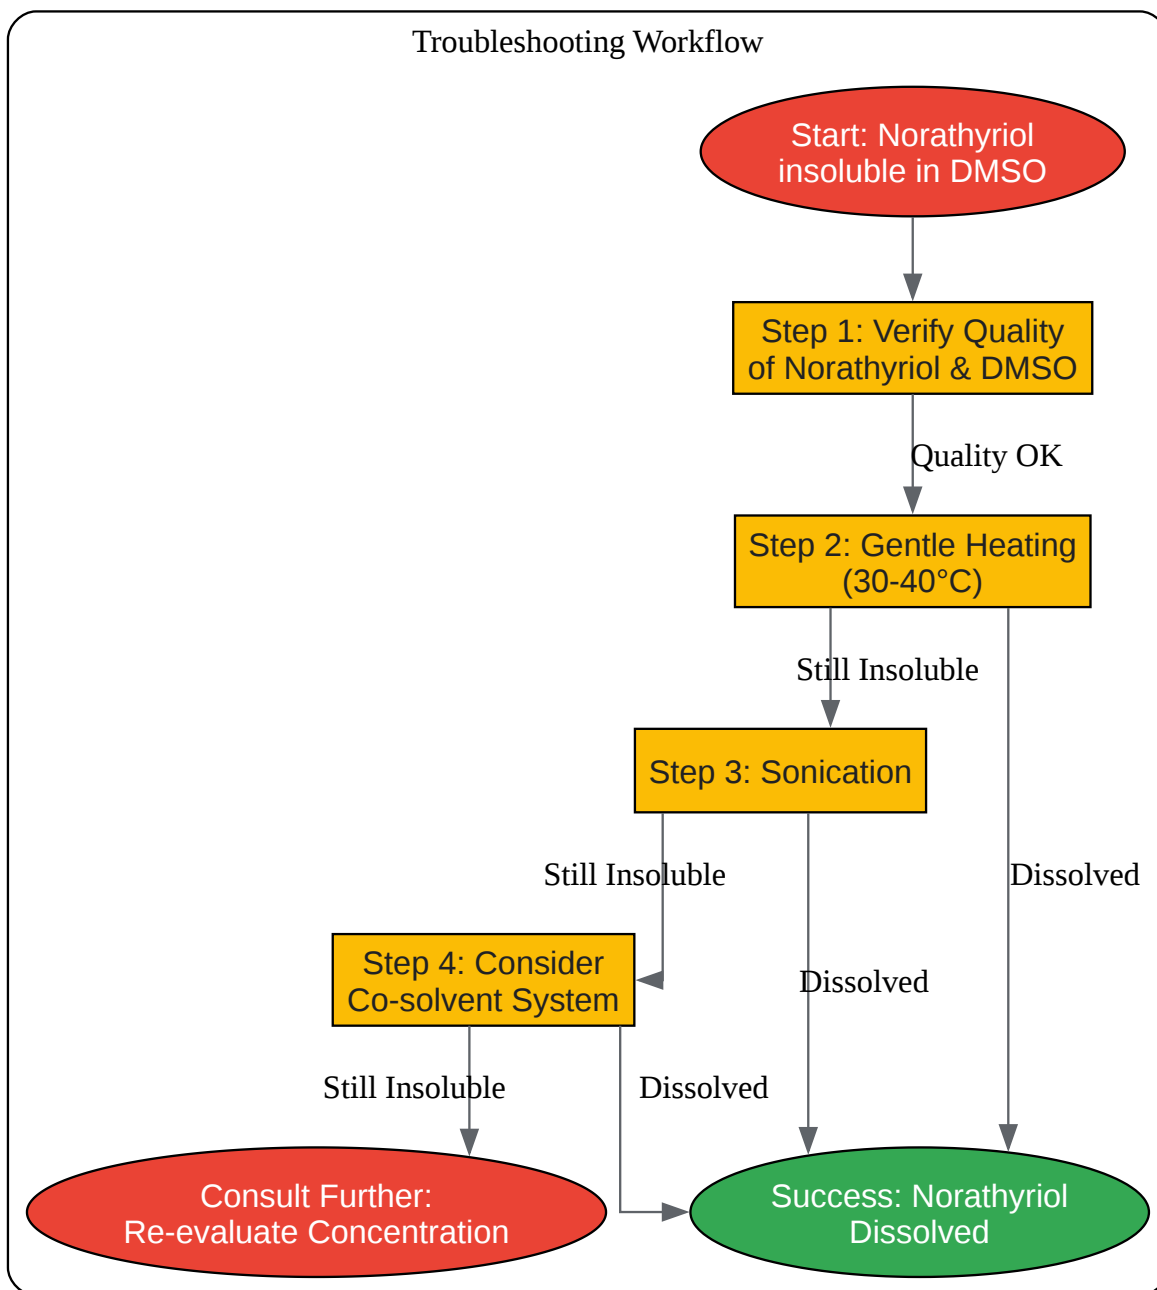 Troubleshooting Workflow
Start: Norathyriol
insoluble in DMSO
Step 1: Verify Quality
of Norathyriol & DMSO
Quality OK
Step 2: Gentle Heating
(30-40°C)
Still Insoluble
Step 3: Sonication
Still Insoluble
Dissolved
Step 4: Consider
Co-solvent System
Dissolved
Still Insoluble
Dissolved
Consult Further:
Re-evaluate Concentration
Success: Norathyriol
Dissolved